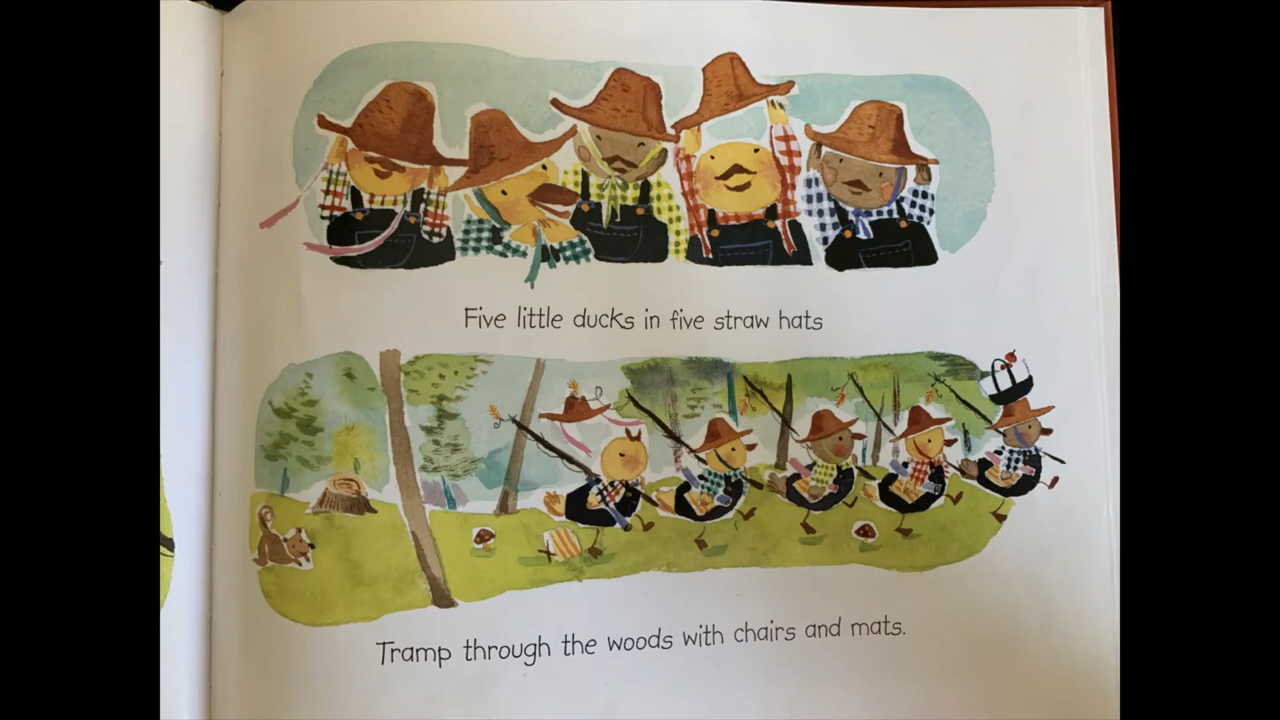 Five little ducks in five straw hats
Tramp through the woods with chairs and mats.